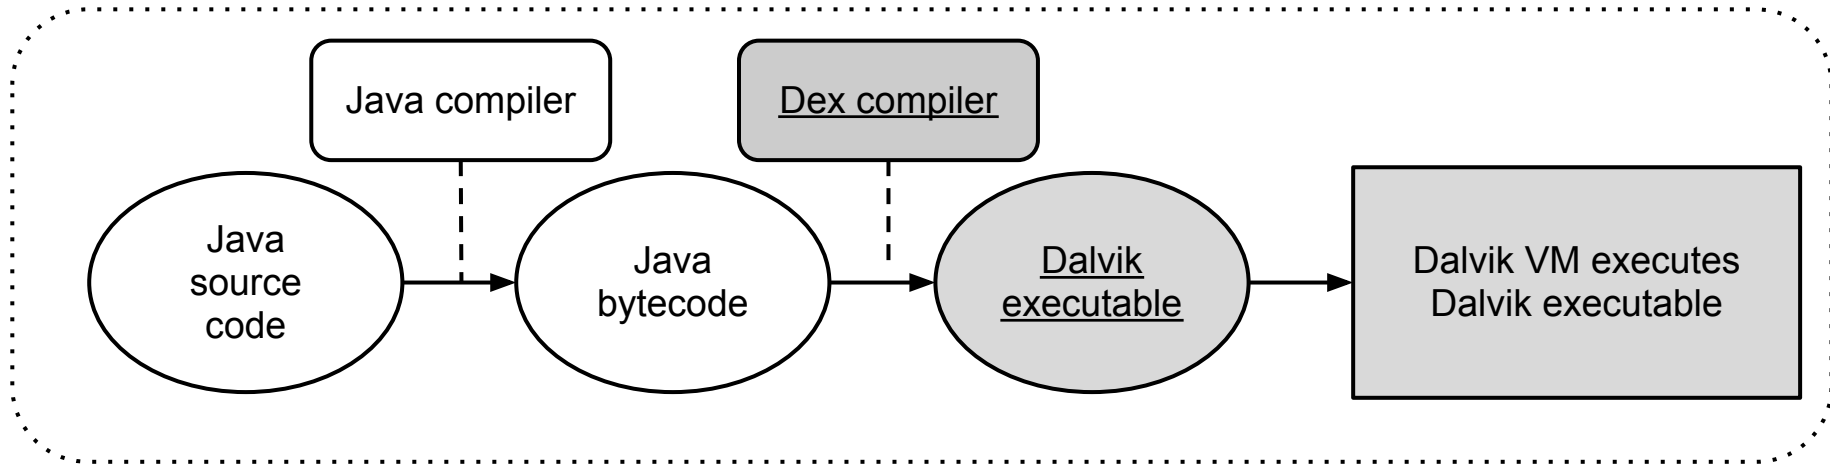 Java compiler
Dex compiler
Java
source
code
Java
bytecode
Dalvik
executable
Dalvik VM executes
Dalvik executable